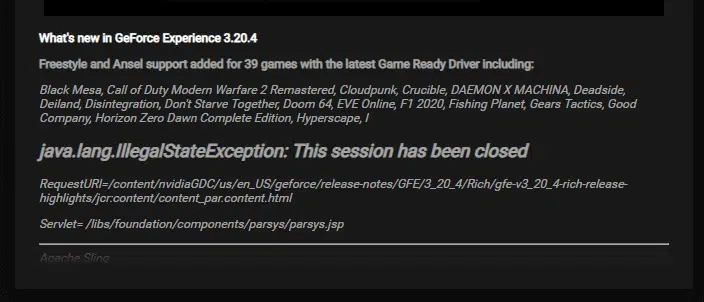 What's new in GeForce Experience 3.20.4
Freestyle and Ansel support added for 39 games with the latest Game Ready Driver including:
Black Mesa, Call of Duty Modern Warfare 2 Remastered, Cloudpunk, Crucible, DAEMON X MACHINA, Deadside,
Deiland, Disintegration, Don't Starve Together, Doom 64, EVE Online, F1 2020, Fishing Planet, Gears Tactics, Good
Company, Horizon Zero Dawn Complete Edition, Hyperscape, I
java.lang.IllegalStateException: This session has been closed
RequestURI=/content/nvidiaGDC/us/en_US/geforce/release-notes/GFE/3_20_4/Rich/gfe-v3_20_4-rich-release-
highlights/jcr:content/content_par.content.html
Servlet= /libs/foundation/components/parsys/parsys.jsp
Apache Sling